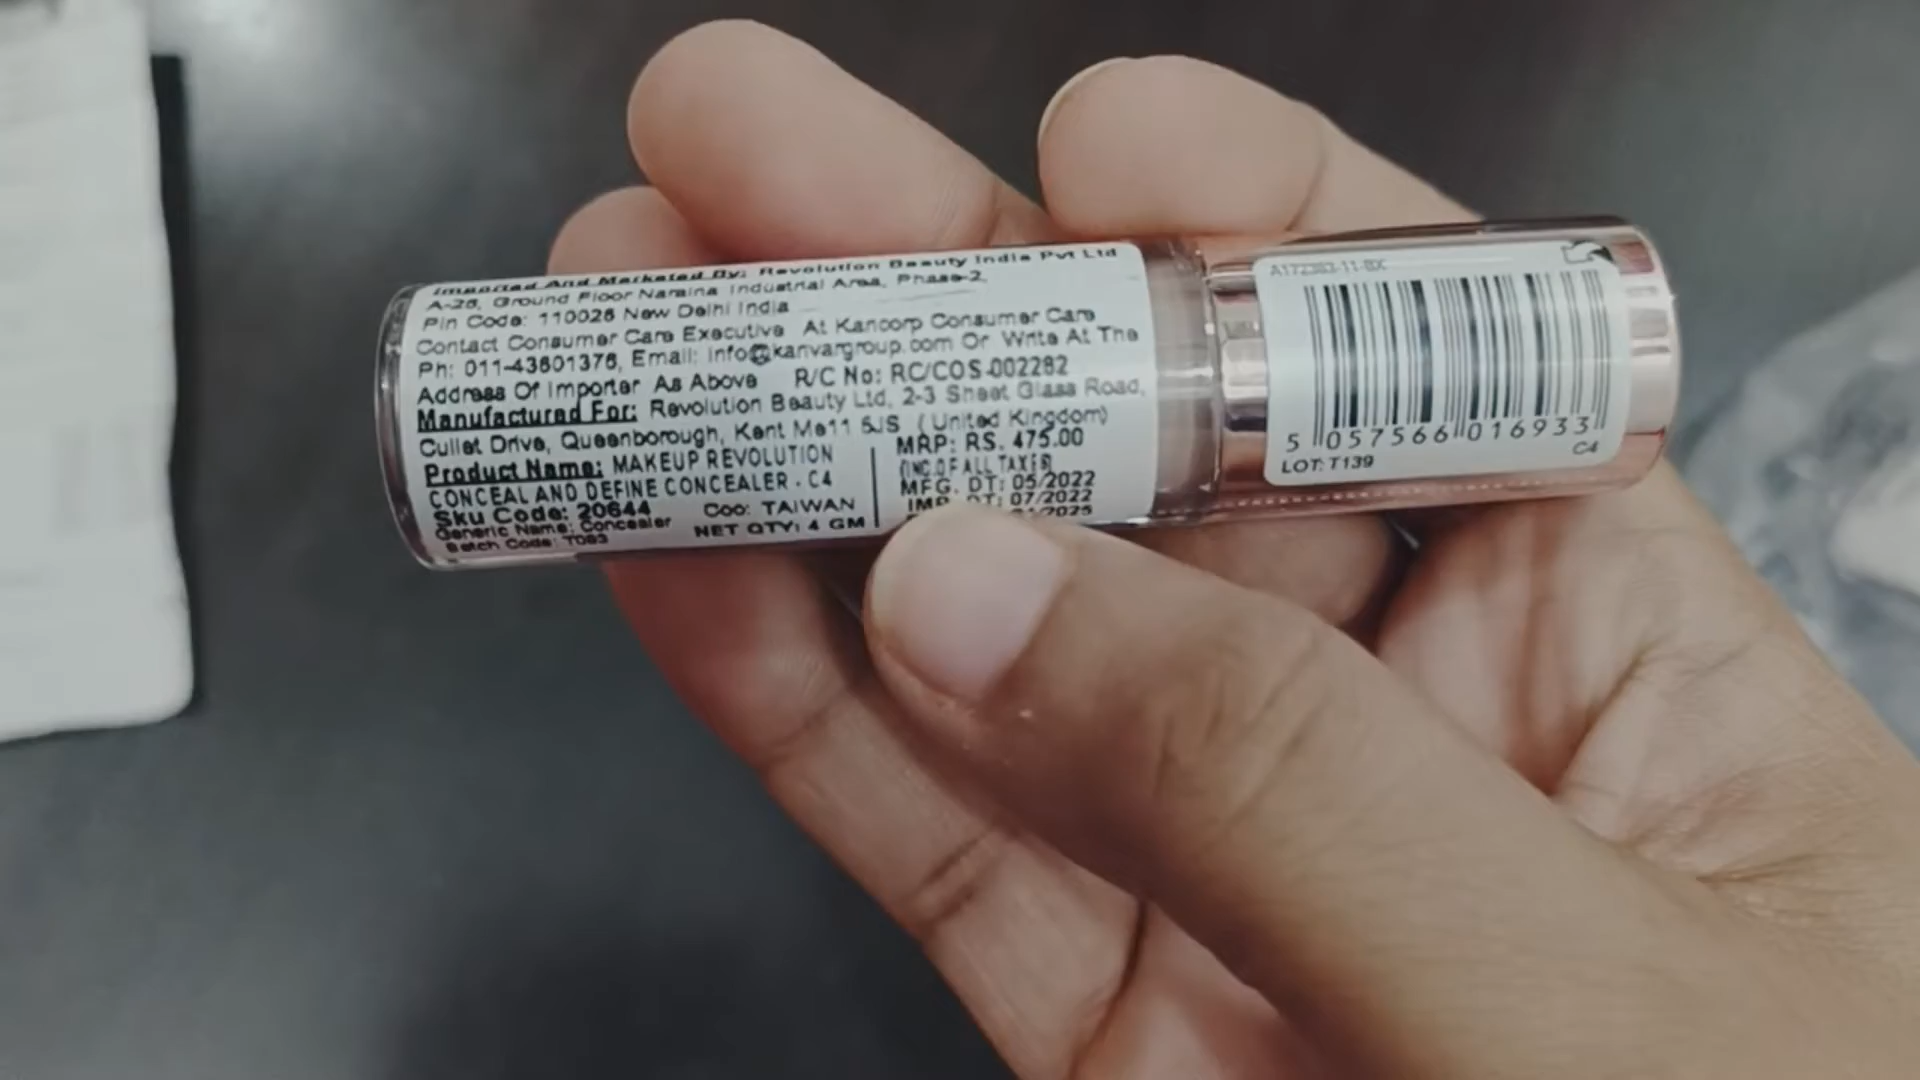 Imported And Marketed By: Revolution Beauty India Pvt Ltd
A-26, Ground Floor Naraina Industrial Area, Phase-2,
Pin Code: 110028 New Delhi India
Contact Consumer Care Executive At Kancorp Consumer Care
Ph: 011-43601376, Email: info@kanvargroup.com Or Write At The
Address Of Importer As Above R/C No: RC/COS-002282
Manufactured For: Revolution Beauty Ltd, 2-3 Sheet Glass Road,
Cullet Drive, Queenborough, Kent Me11 5JS (United Kingdom)
Product Name: MAKEUP REVOLUTION
CONCEAL AND DEFINE CONCEALER - C4
Sku Code: 20644 Coo: TAIWAN
Generic Name: Concealer NET QTY: 4 GM
Batch Code: T083
MRP: RS. 475.00
(INC.OF ALL TAXES)
MFG. DT: 05/2022
IMP. DT: 07/2022
/2025
5 057566 016933
LOT: T139
C4